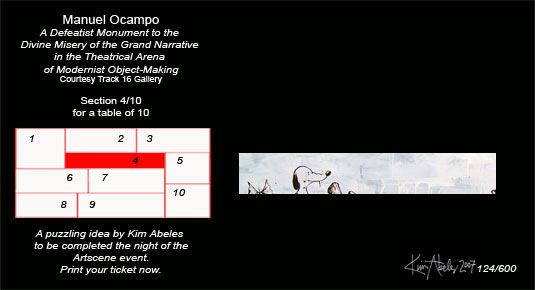 Manuel Ocampo
A Defeatist Monument to the
Divine Misery of the Grand Narrative
in the Theatrical Arena
of Modernist Object-Making
Courtesy Track 16 Gallery
Section 4/10
for a table of 10
1 2 3
4 5
6 7
10
8 9
A puzzling idea by Kim Abeles
to be completed the night of the
Artscene event.
Print your ticket now.
Kim Abeles 2007 124/600